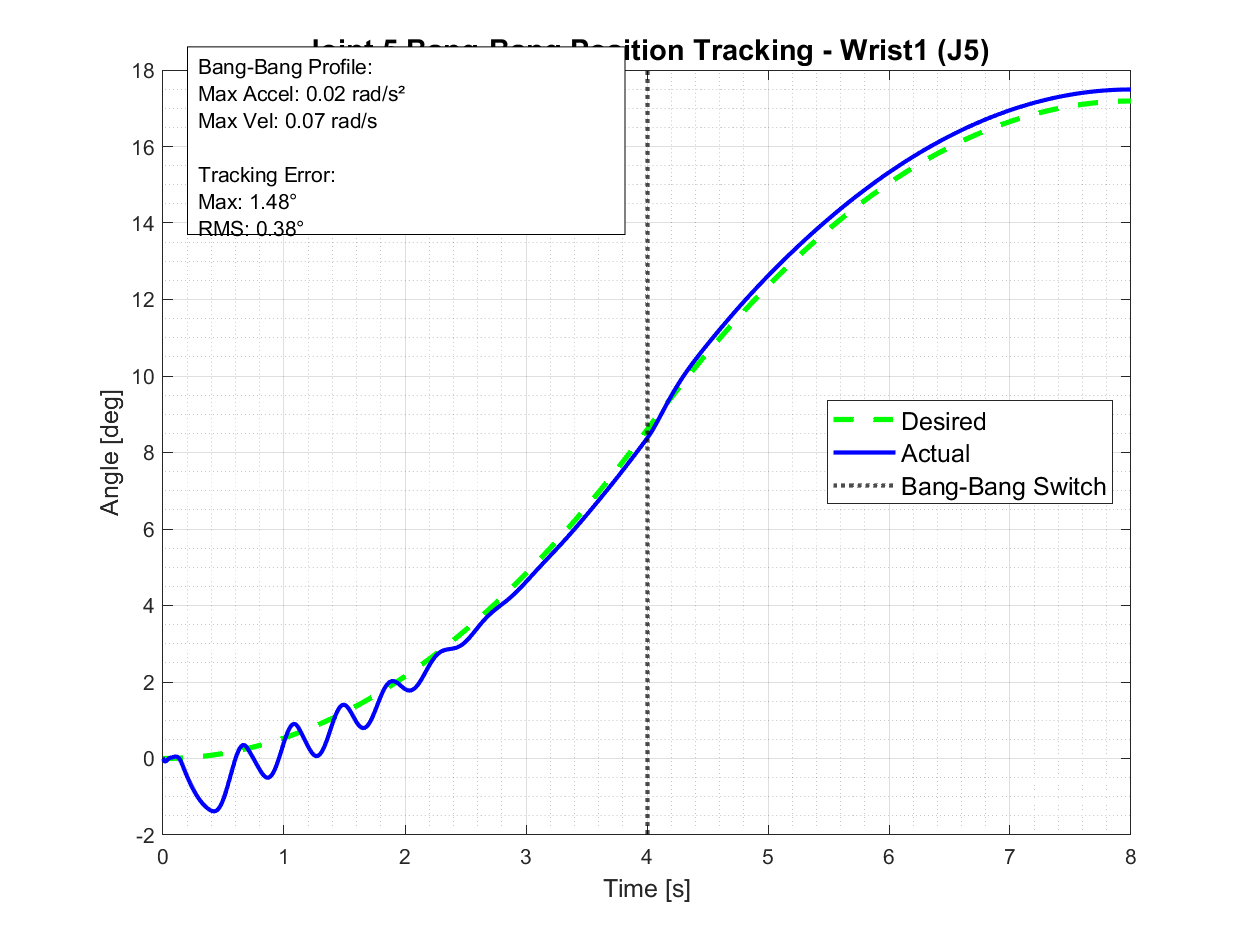 Joint 5 Bang-Bang Position Tracking - Wrist1 (J5)
Bang-Bang Profile:
Max Accel: 0.02 rad/s²
Max Vel: 0.07 rad/s
Tracking Error:
Max: 1.48°
RMS: 0.38°
18
16
14
12
10
8
6
4
2
0
-2
Angle [deg]
Desired
Actual
Bang-Bang Switch
0 1 2 3 4 5 6 7 8
Time [s]